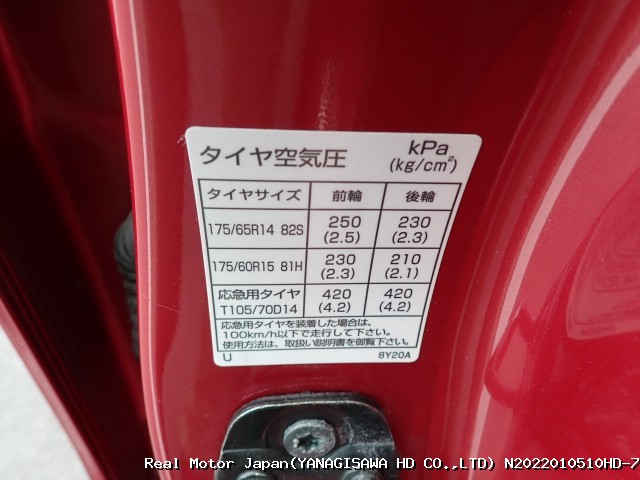 タイヤ空気圧 kPa
(kg/cm²)
タイヤサイズ 前輪 後輪
175/65R14 82S 250 (2.5) 230 (2.3)
175/60R15 81H 230 (2.3) 210 (2.1)
応急用タイヤ T105/70D14 420 (4.2) 420 (4.2)
応急用タイヤを装着した場合は、
100km/h以下で走行して下さい。
使用方法は、取扱い説明書を御覧下さい。
U 8Y20A
Real Motor Japan(YANAGISAWA HD CO.,LTD) N2022010510HD-7